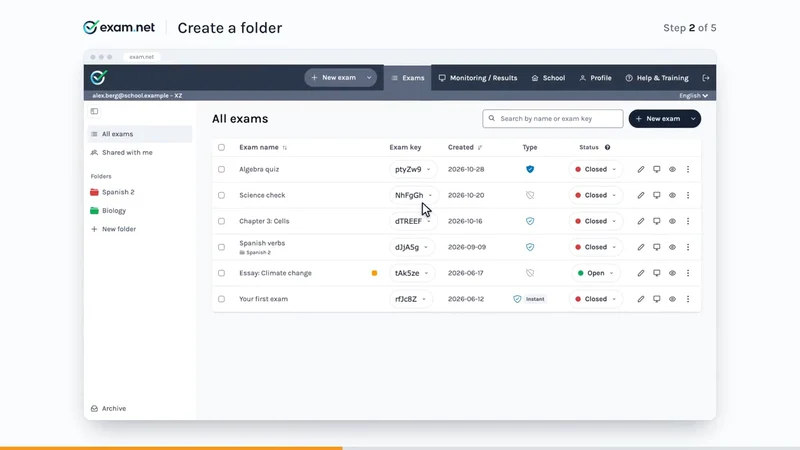 exam.net
Create a folder
Step 2 of 5
exam.net
New exam
Exams
Monitoring / Results
School
Profile
Help & Training
alex.berg@school.example - XZ
English
All exams
Shared with me
Folders
Spanish 2
Biology
New folder
Archive
All exams
Search by name or exam key
New exam
Exam name Exam key Created Type Status
Algebra quiz ptyZw9 2026-10-28 Closed
Science check NhFgGh 2026-10-20 Closed
Chapter 3: Cells dTREEF 2026-10-16 Closed
Spanish verbs dJjA5g 2026-09-09 Closed
Spanish 2
Essay: Climate change tAk5ze 2026-06-17 Open
Your first exam rfJc8Z 2026-06-12 Instant Closed